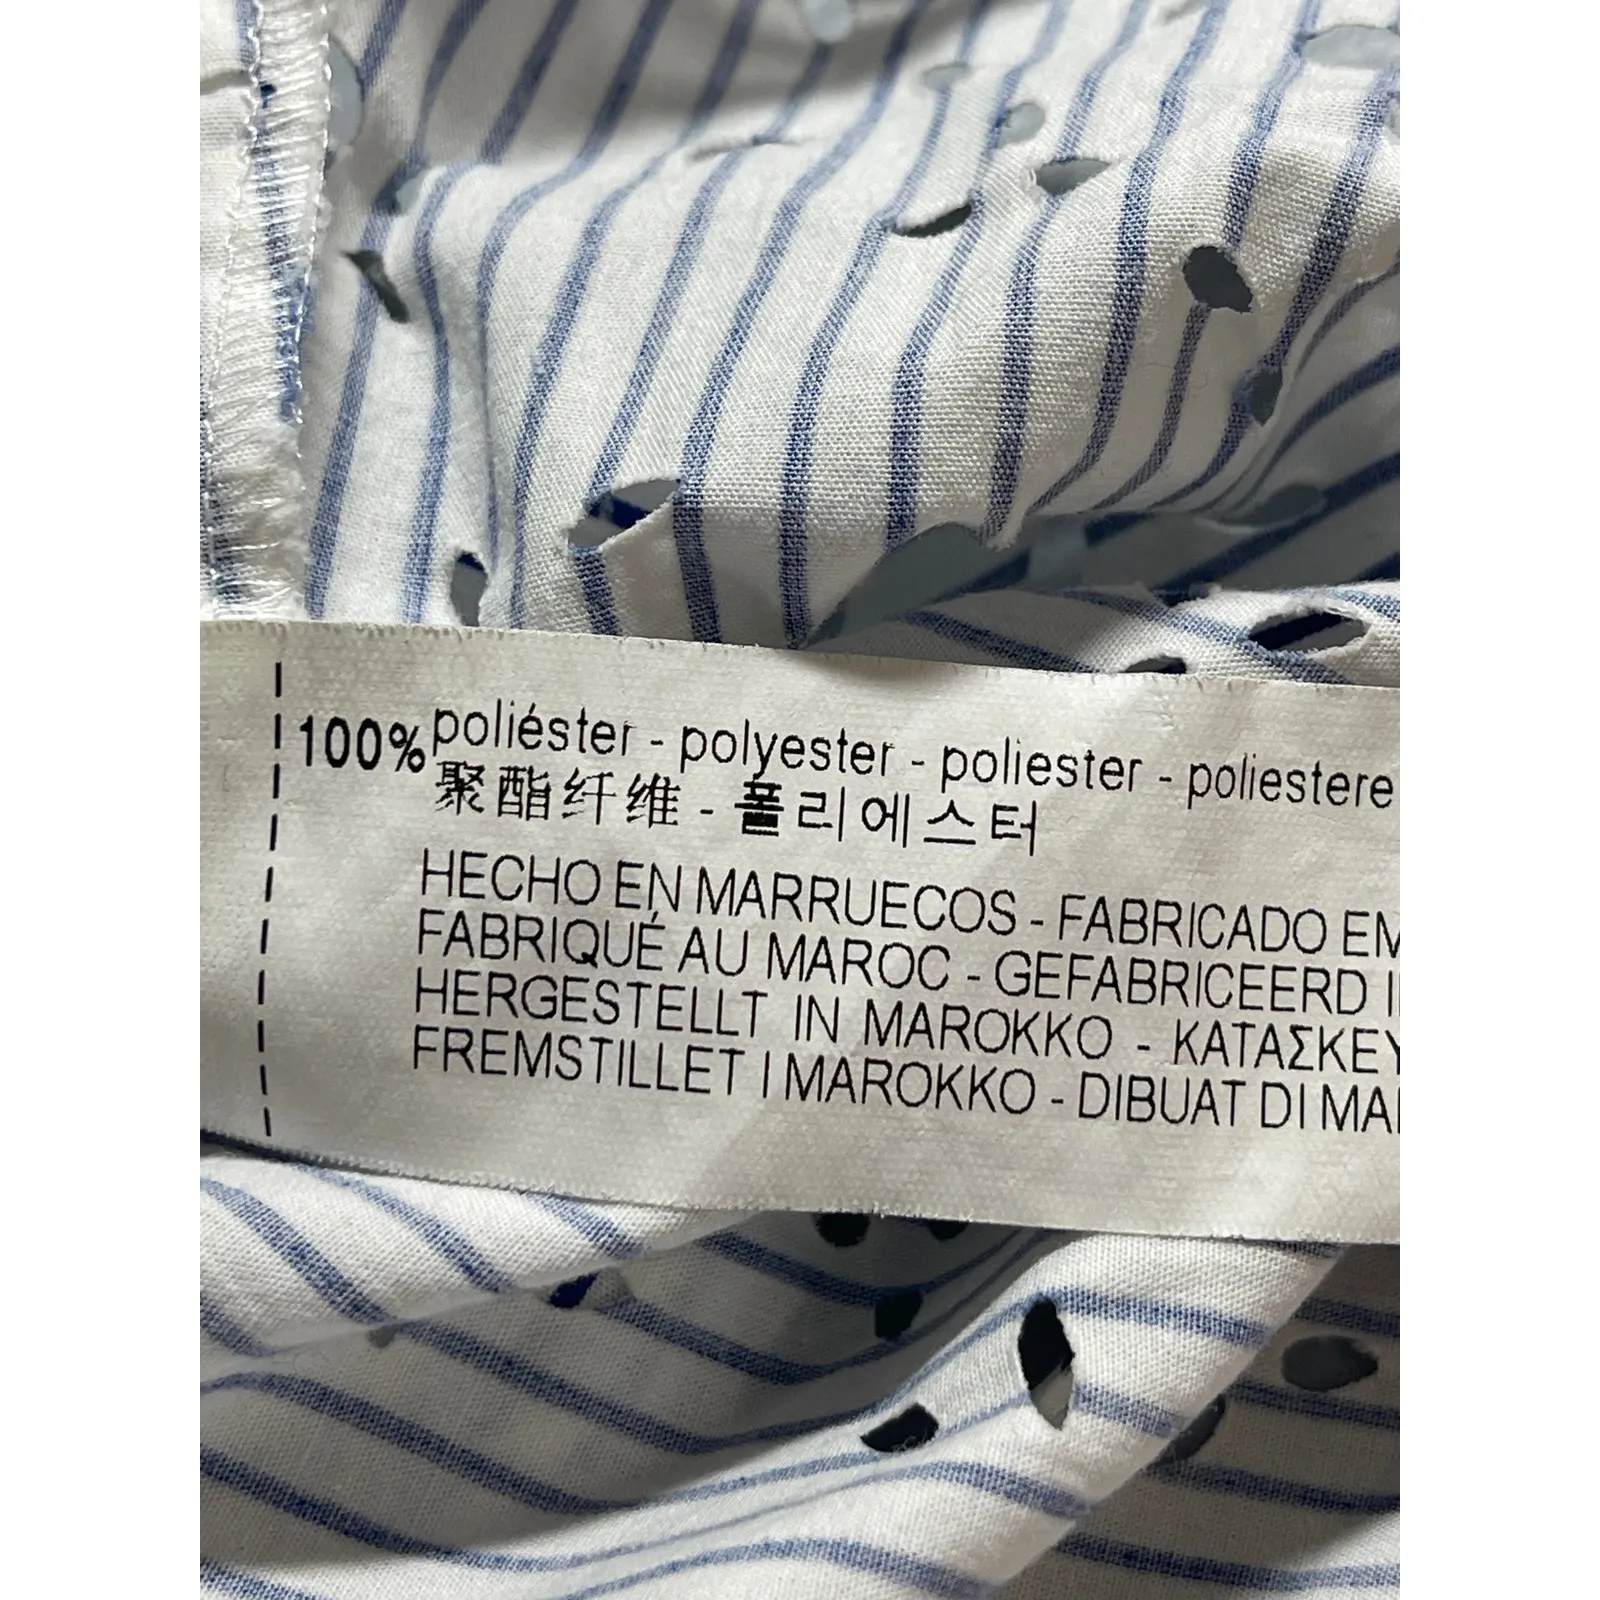 100% poliéster - polyester - poliester - poliestere
聚酯纤维 - 폴리에스터
HECHO EN MARRUECOS - FABRICADO EM
FABRIQUÉ AU MAROC - GEFABRICEERD
HERGESTELLT IN MAROKKO - ΚΑΤΑΣΚΕΥ
FREMSTILLET I MAROKKO - DIBUAT DI